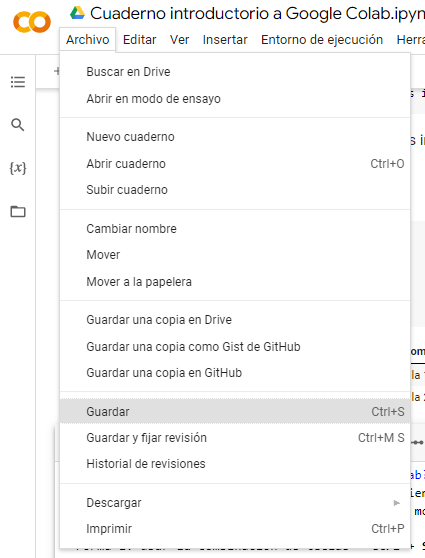 Cuaderno introductorio a Google Colab.ipyn
Archivo Editar Ver Insertar Entorno de ejecución Herra
Buscar en Drive
Abrir en modo de ensayo
Nuevo cuaderno
Abrir cuaderno Ctrl+O
Subir cuaderno
Cambiar nombre
Mover
Mover a la papelera
Guardar una copia en Drive
Guardar una copia como Gist de GitHub
Guardar una copia en GitHub
Guardar Ctrl+S
Guardar y fijar revisión Ctrl+M S
Historial de revisiones
Descargar
Imprimir Ctrl+P